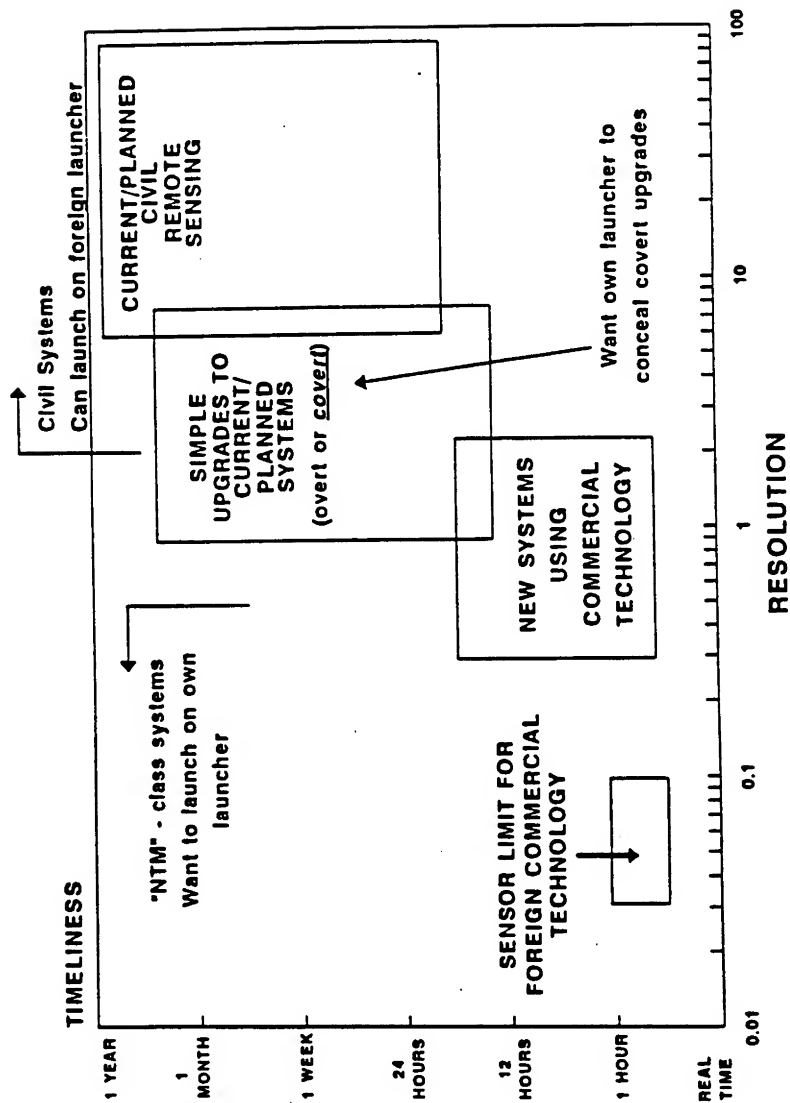 Civil Systems
Can launch on foreign launcher
TIMELINESS
"NTM" - class systems
Want to launch on own
launcher
CURRENT/PLANNED
CIVIL
REMOTE
SENSING
SIMPLE
UPGRADES TO
CURRENT/
PLANNED
SYSTEMS
(overt or covert)
Want own launcher to
conceal covert upgrades
NEW SYSTEMS
USING
COMMERCIAL
TECHNOLOGY
SENSOR LIMIT FOR
FOREIGN COMMERCIAL
TECHNOLOGY
1 YEAR
1
MONTH
1 WEEK
24
HOURS
12
HOURS
1 HOUR
REAL
TIME
0.01
0.1
1
10
100
RESOLUTION